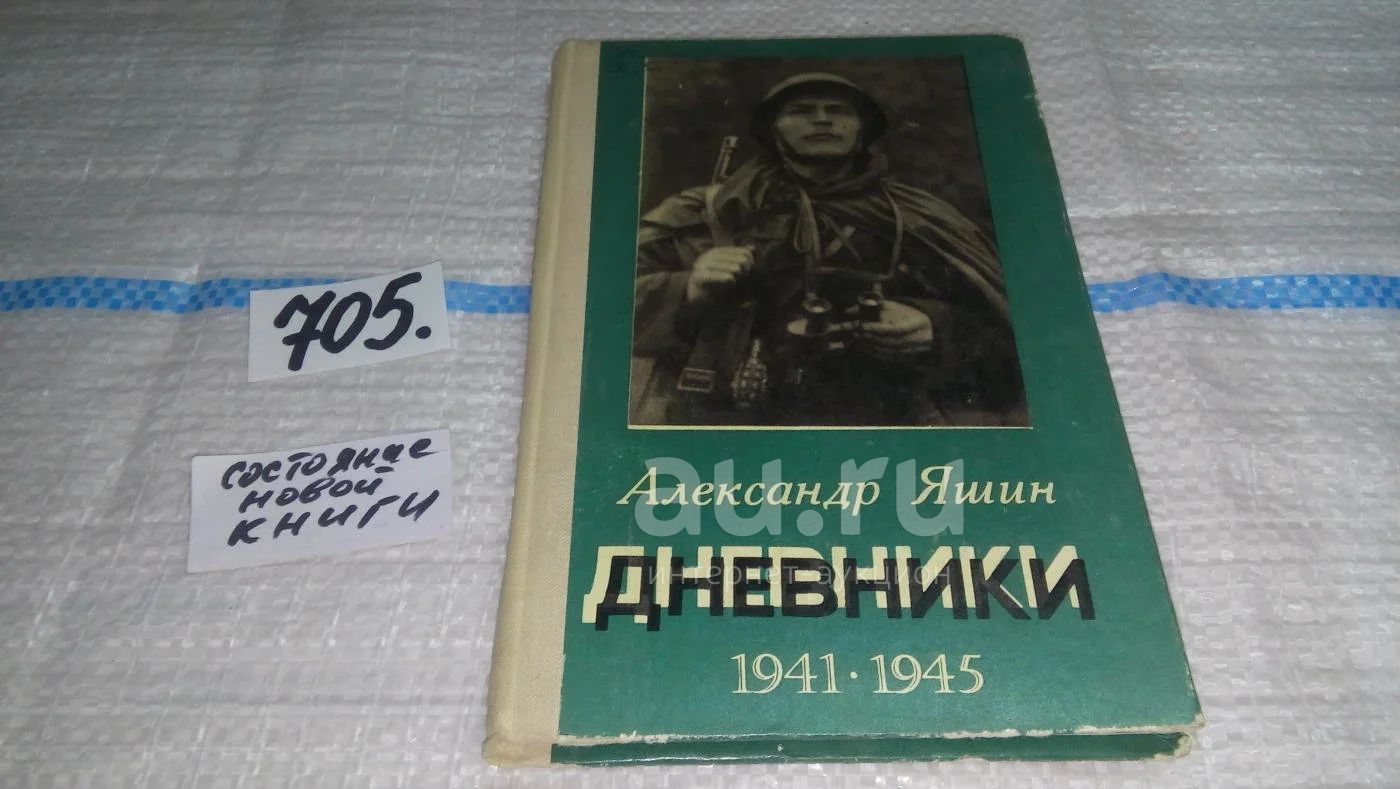 705.
состояние
новой
книги
Александр Яшин
ДНЕВНИКИ
1941·1945
au.ru
интернет аукцион